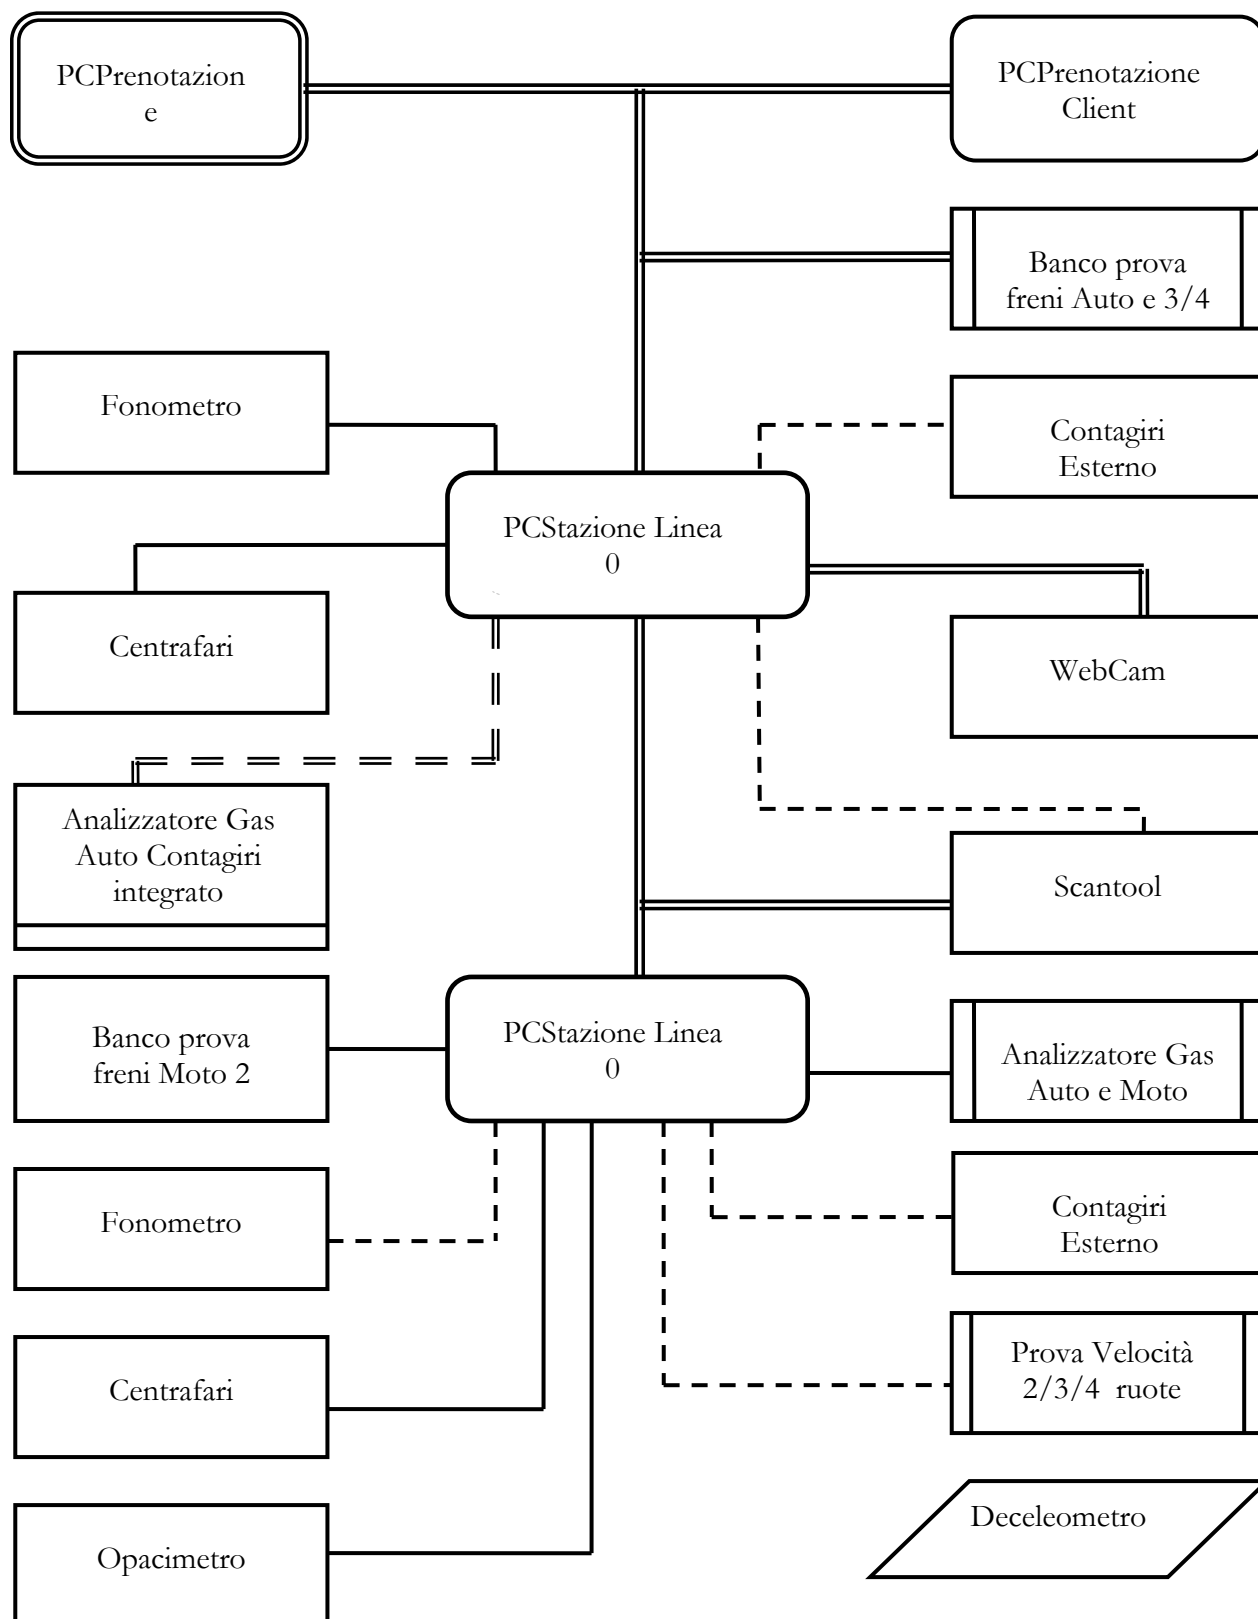 PCPrenotazion
e
PCPrenotazione
Client
Banco prova
freni Auto e 3/4
Fonometro
Contagiri
Esterno
PCStazione Linea
0
Centrafari
WebCam
Analizzatore Gas
Auto Contagiri
integrato
Scantool
Banco prova
freni Moto 2
PCStazione Linea
0
Analizzatore Gas
Auto e Moto
Fonometro
Contagiri
Esterno
Centrafari
Prova Velocità
2/3/4 ruote
Opacimetro
Deceleometro